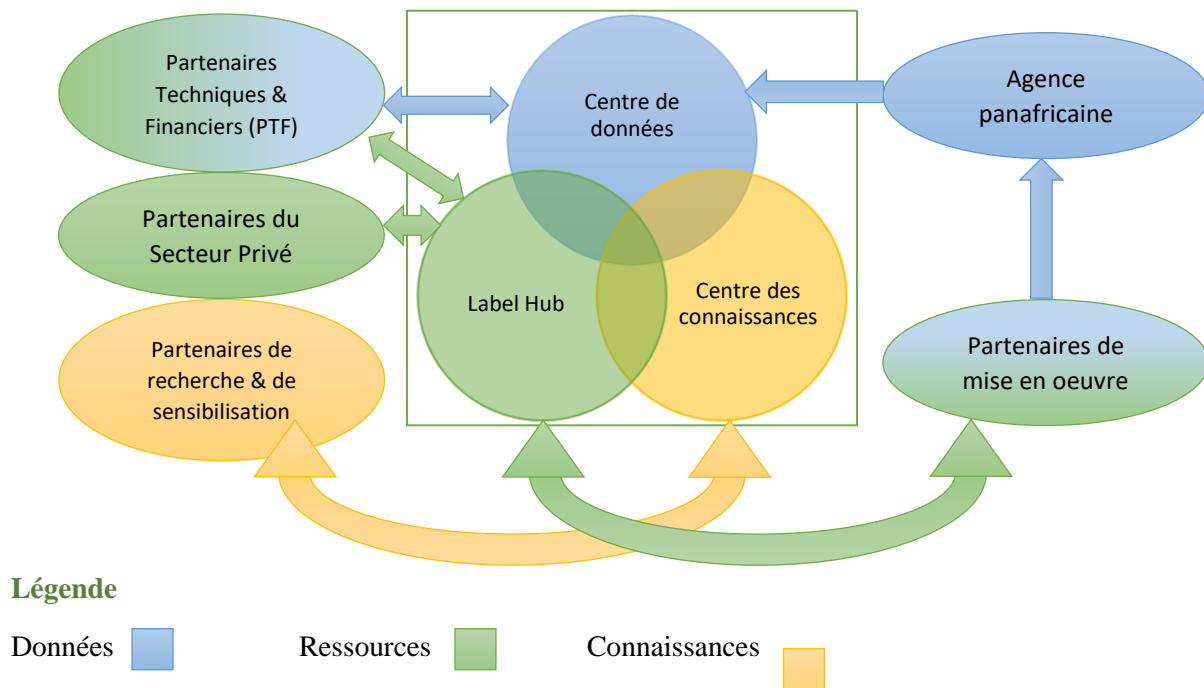 Partenaires
Techniques &
Financiers (PTF)
Centre de
données
Agence
panafricaine
Partenaires du
Secteur Privé
Label Hub
Centre des
connaissances
Partenaires de
recherche & de
sensibilisation
Partenaires de
mise en oeuvre
Légende
Données
Ressources
Connaissances